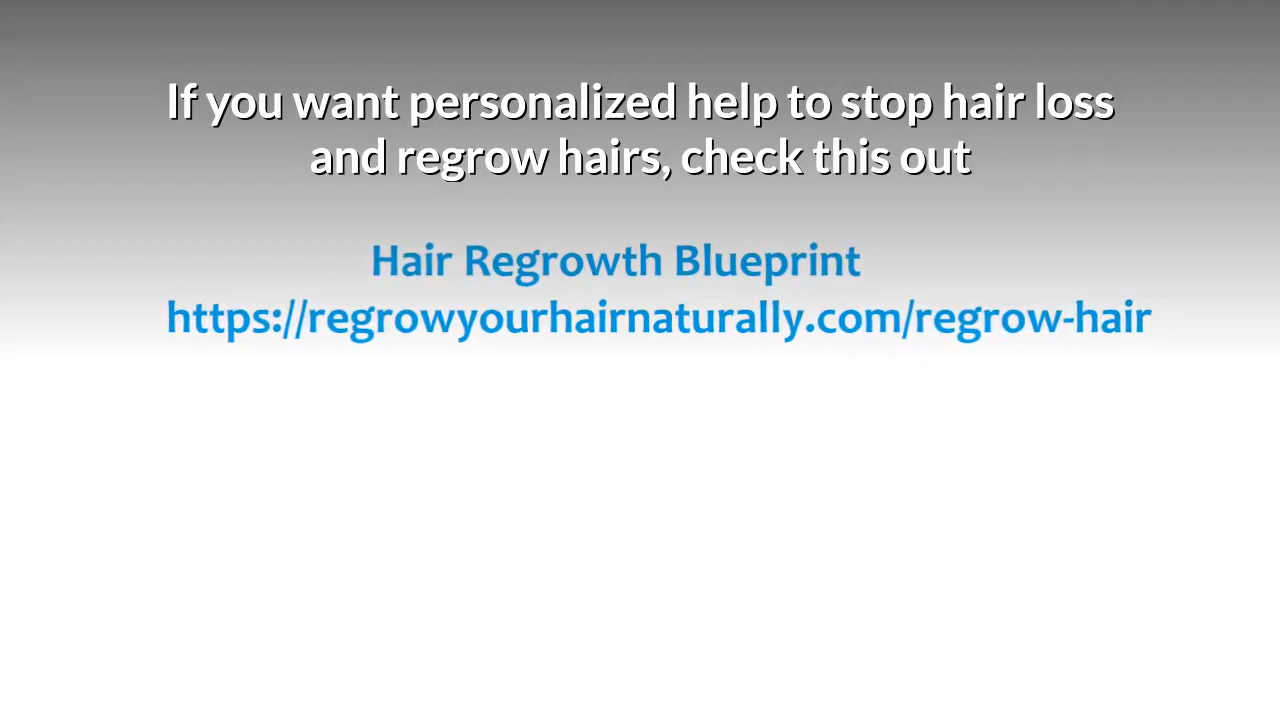 If you want personalized help to stop hair loss
and regrow hairs, check this out
Hair Regrowth Blueprint
https://regrowyourhairnaturally.com/regrow-hair